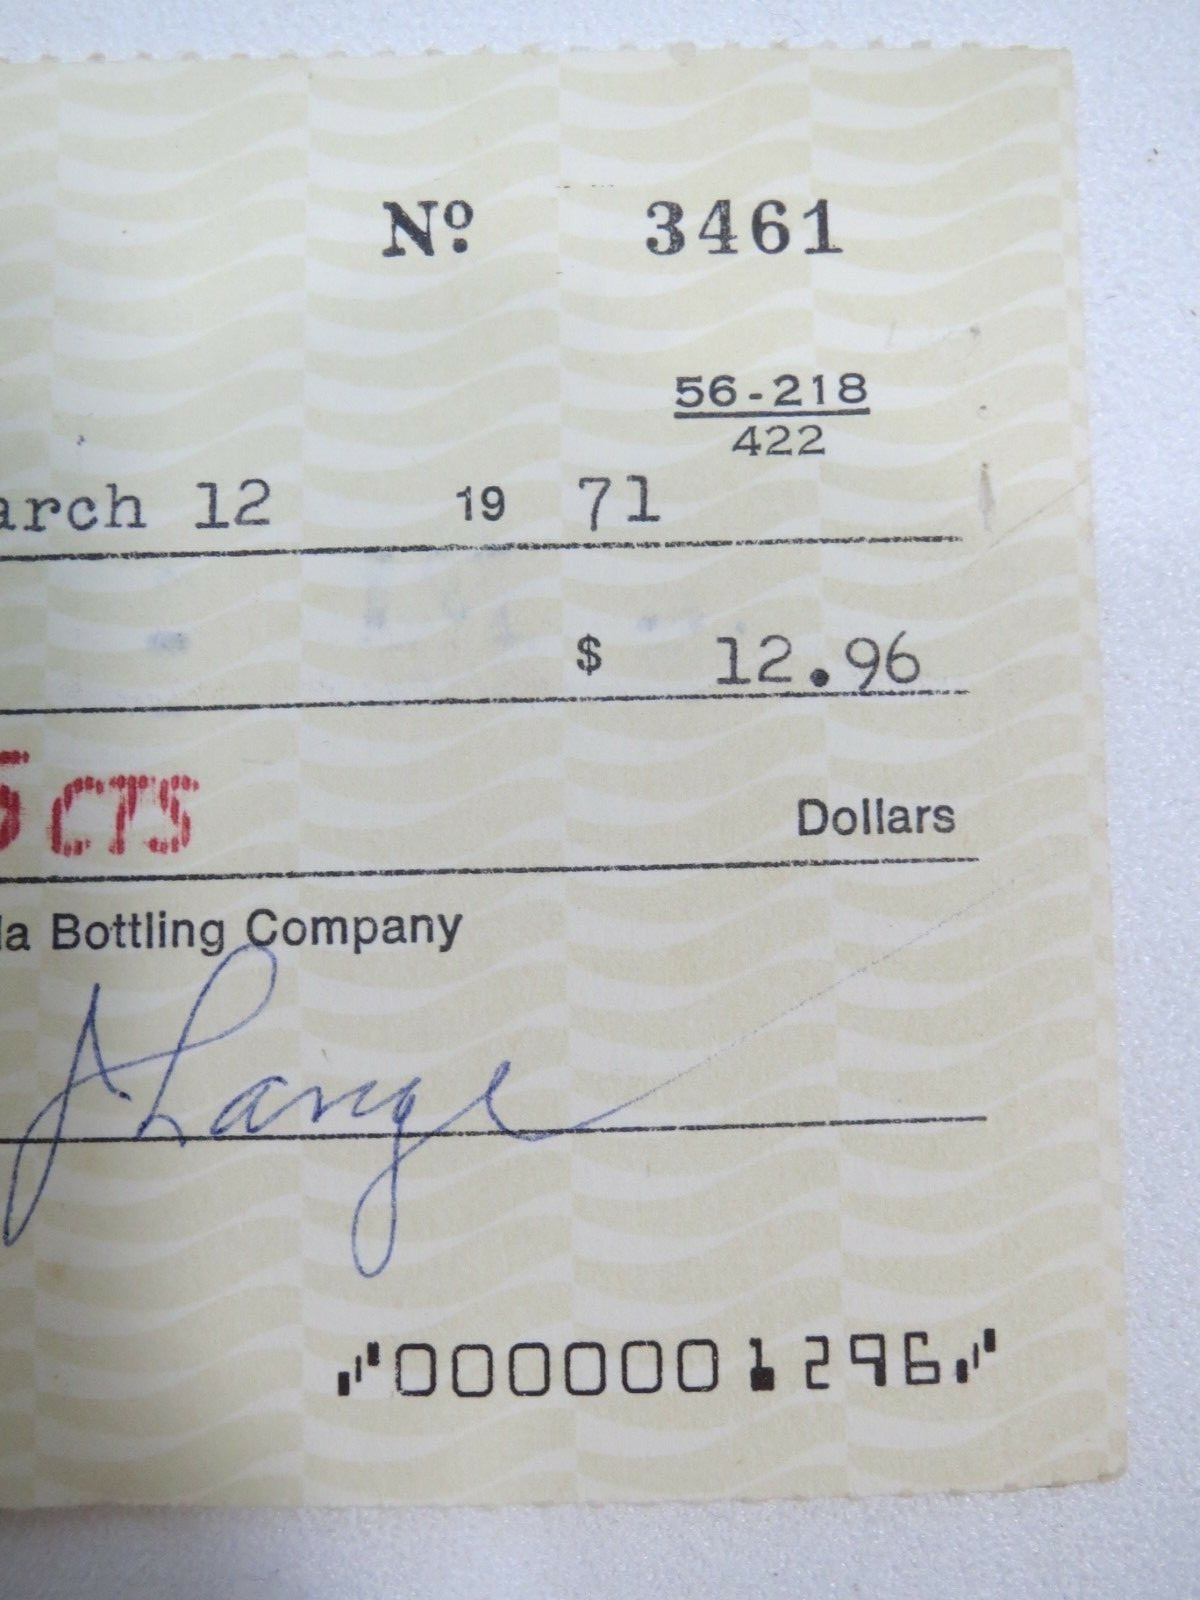 Nº 3461
56-218
422
arch 12 19 71
$ 12.96
CTS Dollars
la Bottling Company
J Lange
⑈0000001296⑈